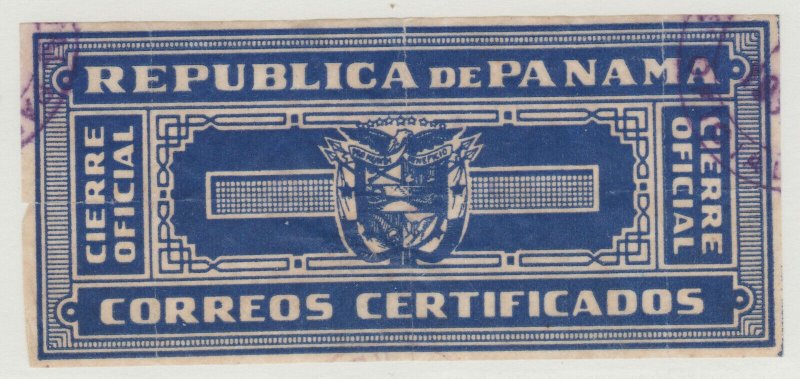 REPUBLICA DE PANAMA
CIERRE
OFICIAL
CIERRE
OFICIAL
CORREOS CERTIFICADOS